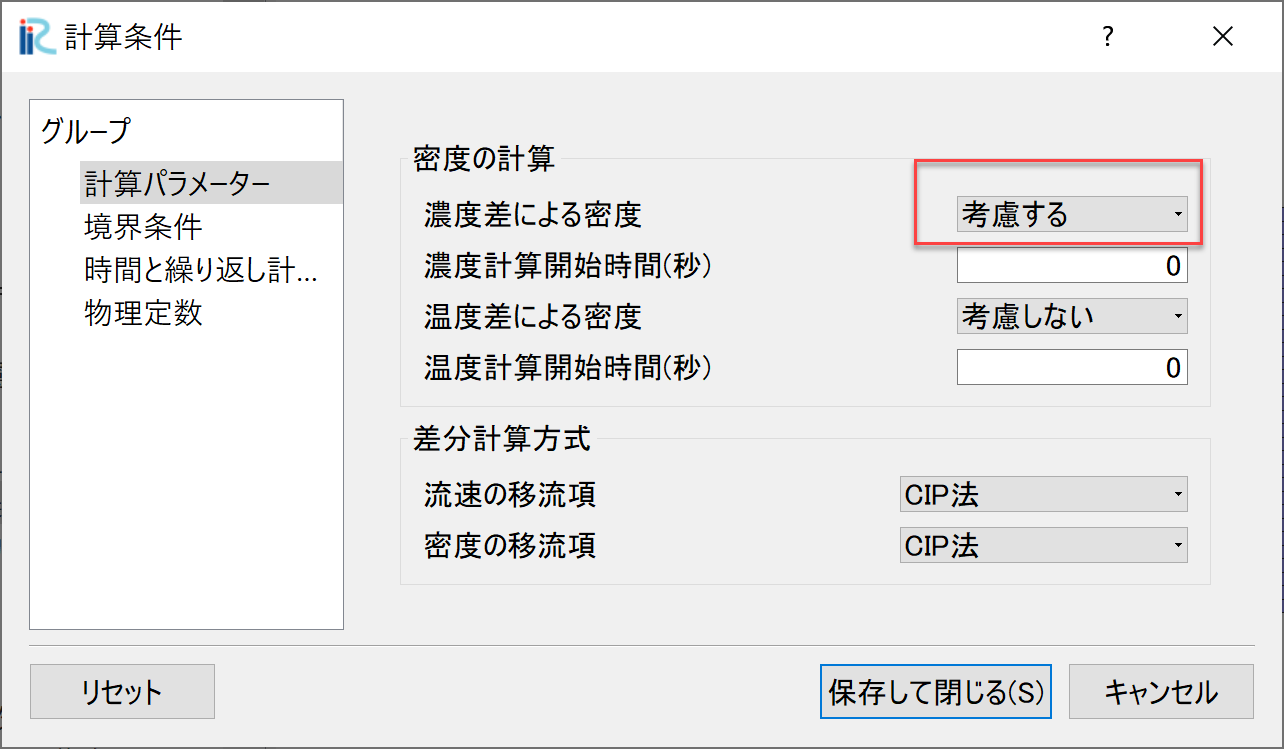 iRC 計算条件 ?
グループ
計算パラメーター
境界条件
時間と繰り返し計...
物理定数
密度の計算
濃度差による密度 考慮する
濃度計算開始時間(秒) 0
温度差による密度 考慮しない
温度計算開始時間(秒) 0
差分計算方式
流速の移流項 CIP法
密度の移流項 CIP法
リセット 保存して閉じる(S) キャンセル